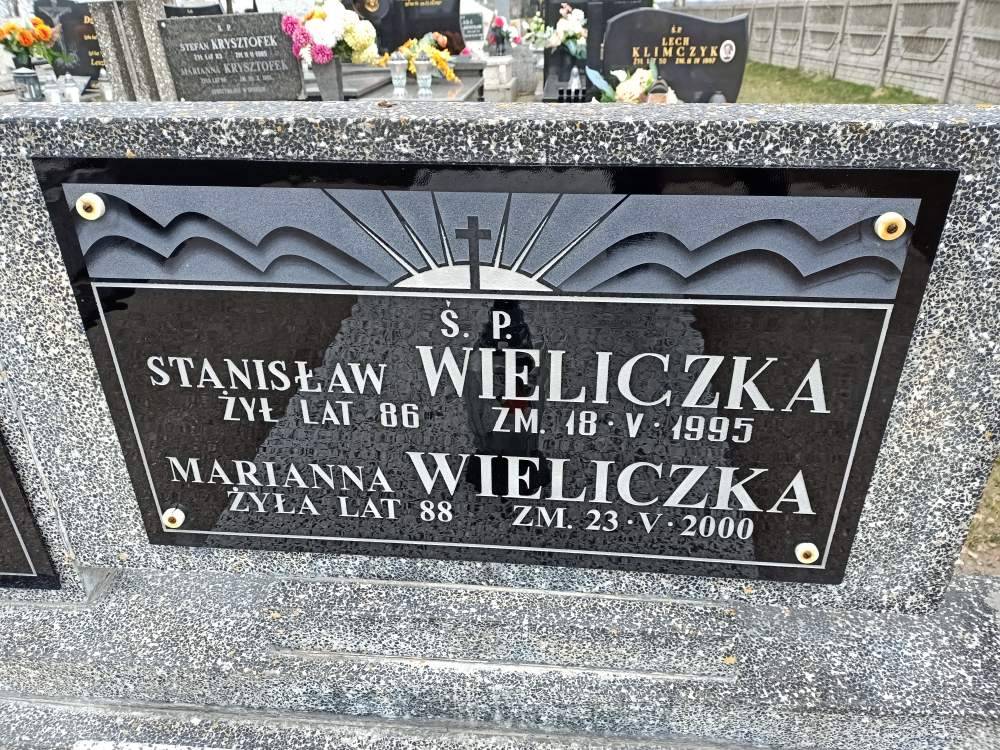 Ś. P.
STEFAN KRYSZTOFEK
MARIANNA KRYSZTOFEK
Ś. P.
LECH
KLIMCZYK
Ś. P.
STANISŁAW WIELICZKA
ŻYŁ LAT 86 ZM. 18·V·1995
MARIANNA WIELICZKA
ŻYŁA LAT 88 ZM. 23·V·2000